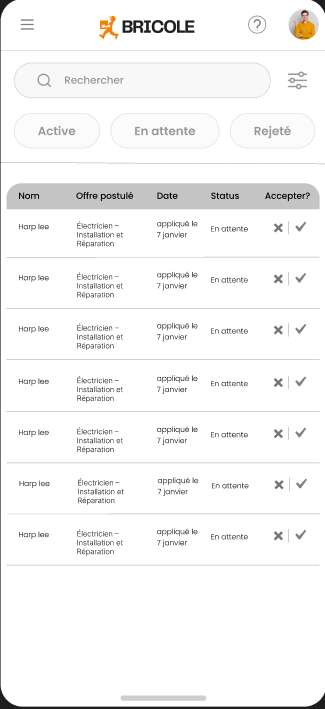 BRICOLE
?
Rechercher
Active En attente Rejeté
Nom Offre postulé Date Status Accepter?
Harp lee Électricien – appliqué le En attente
Installation et 7 janvier
Réparation
Harp lee Électricien – appliqué le En attente
Installation et 7 janvier
Réparation
Harp lee Électricien – appliqué le En attente
Installation et 7 janvier
Réparation
Harp lee Électricien – appliqué le En attente
Installation et 7 janvier
Réparation
Harp lee Électricien – appliqué le En attente
Installation et 7 janvier
Réparation
Harp lee Électricien – appliqué le En attente
Installation et 7 janvier
Réparation
Harp lee Électricien – appliqué le En attente
Installation et 7 janvier
Réparation